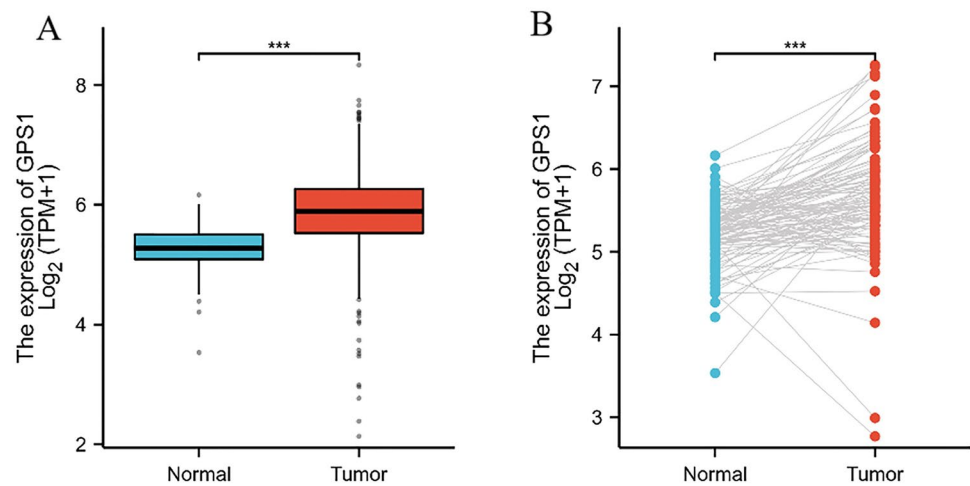 A
The expression of GPS1
Log2 (TPM+1)
***
8
6
4
2
Normal
Tumor
B
The expression of GPS1
Log2 (TPM+1)
***
7
6
5
4
3
Normal
Tumor